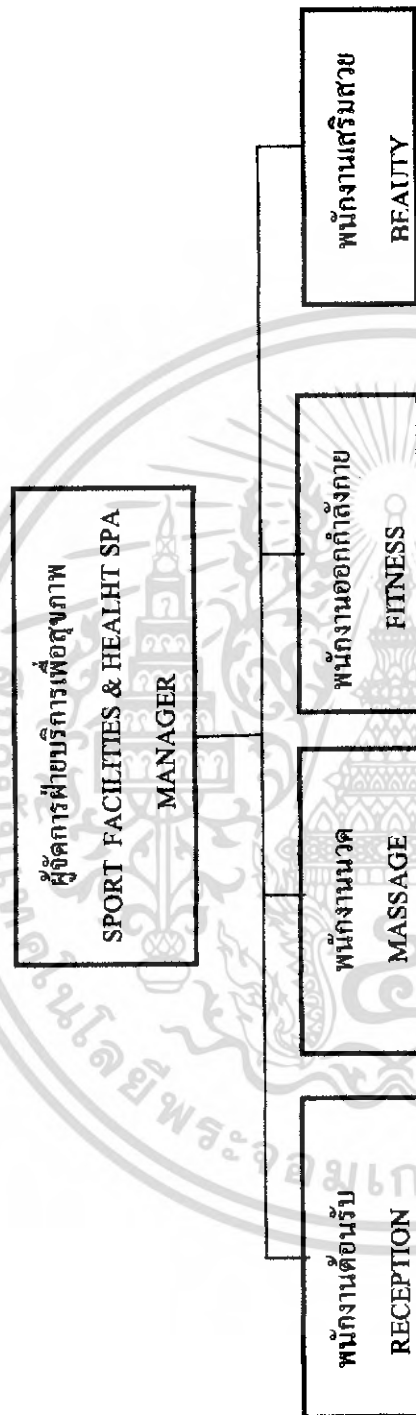 ผู้จัดการฝ่ายบริการเพื่อสุขภาพ
SPORT FACILITIES & HEALHT SPA
MANAGER
พนักงานต้อนรับ
RECEPTION
พนักงานนวด
MASSAGE
พนักงานออกกำลังกาย
FITNESS
พนักงานเสริมสวย
BEAUTY